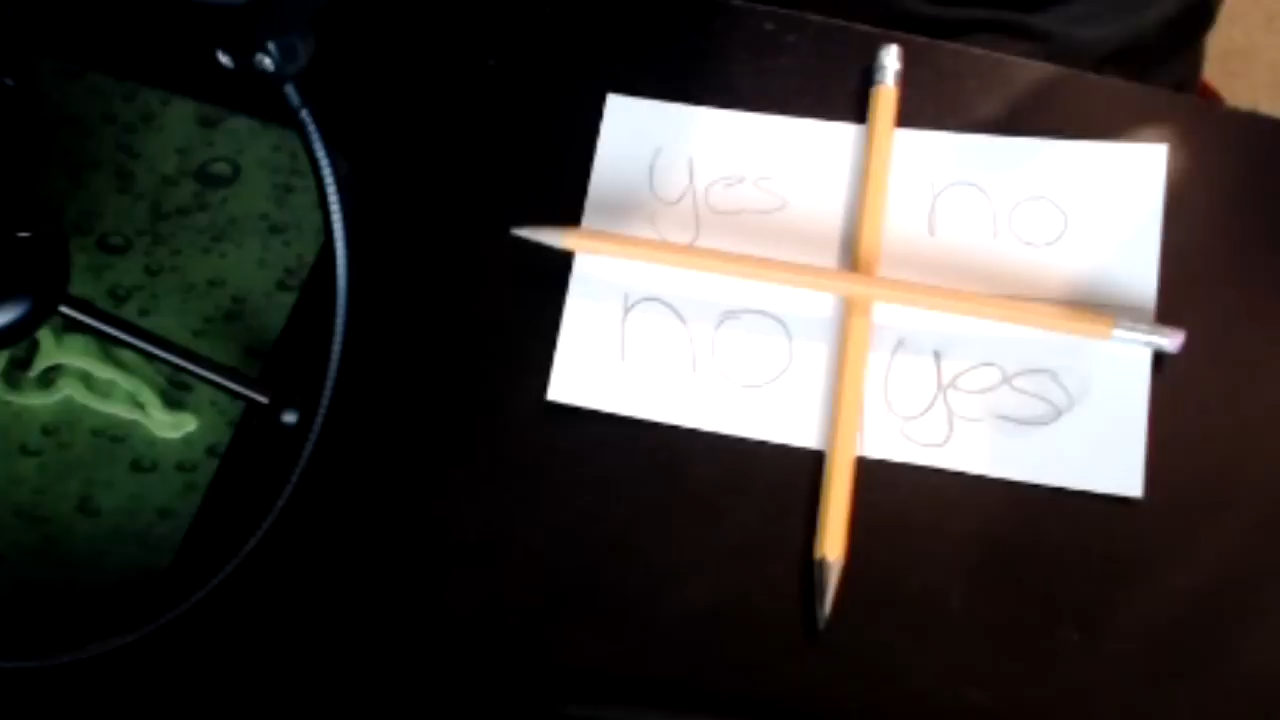 yes no
no yes